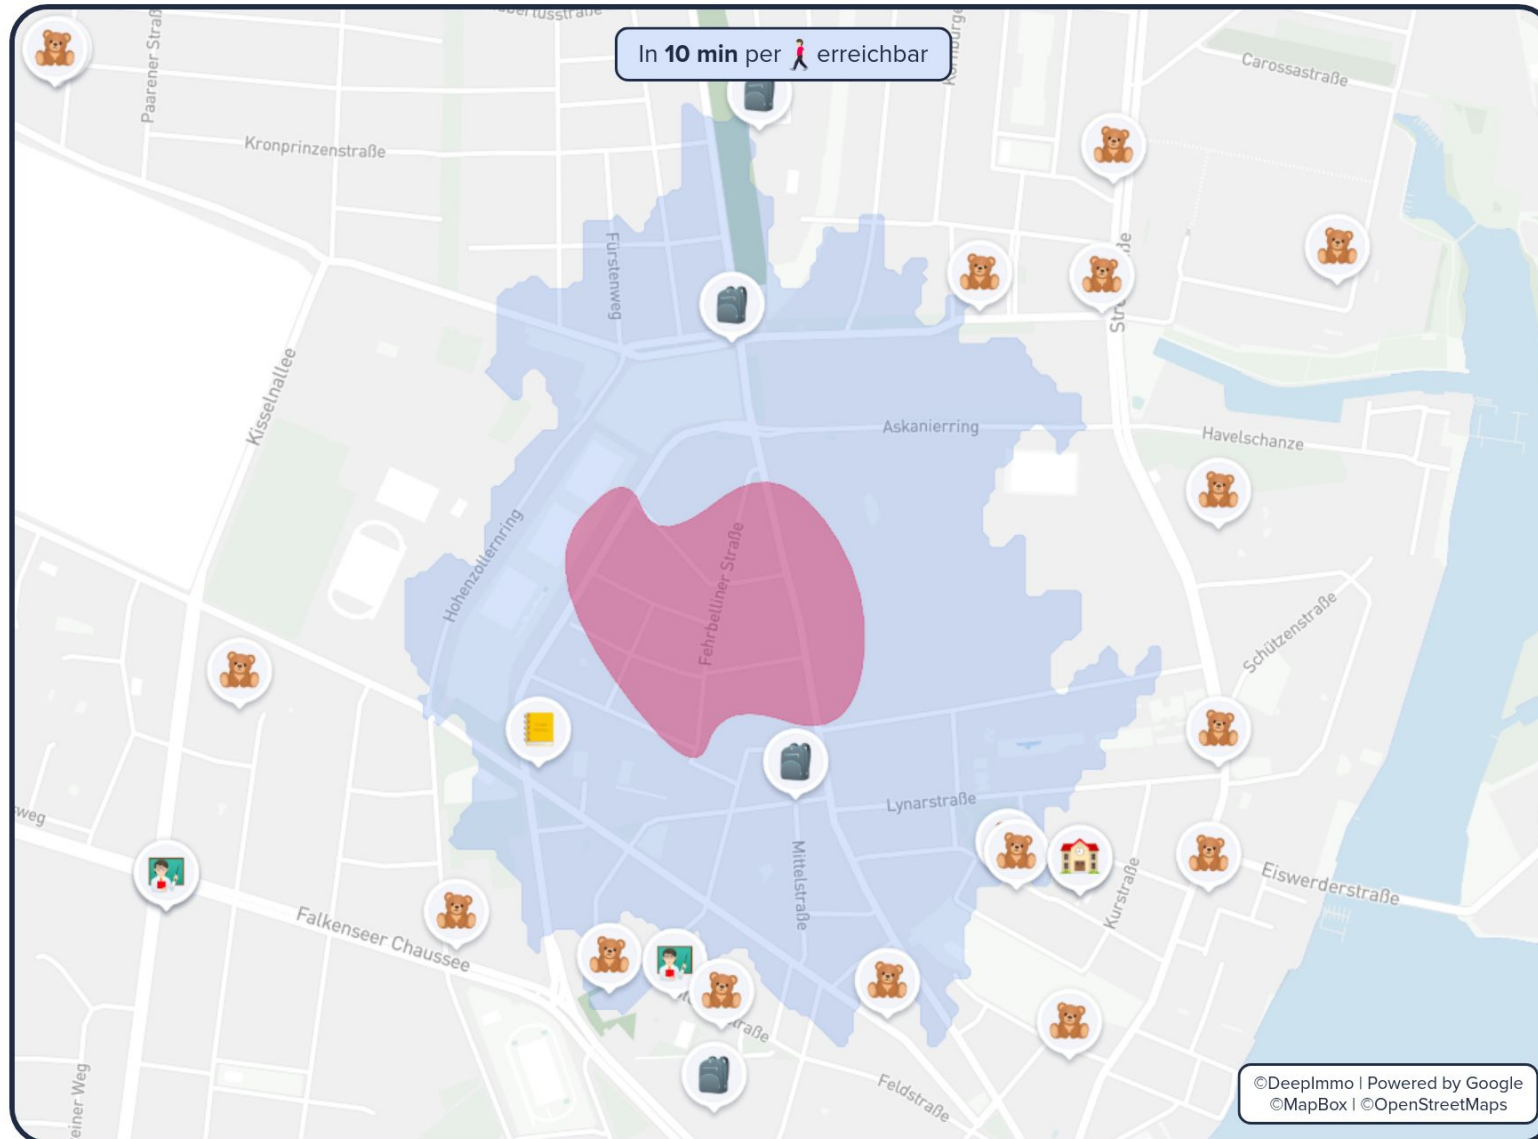 In 10 min per erreichbar
Carossastraße
Kronprinzenstraße
Fürstenweg
Kisselnallee
Askanierring
Havelschanze
Hohenzollernring
Fehrbelliner Straße
Schützenstraße
Lynarstraße
Mittelstraße
Kurstraße
Eiswerderstraße
Falkenseer Chaussee
Feldstraße
©DeepImmo | Powered by Google
©MapBox | ©OpenStreetMaps